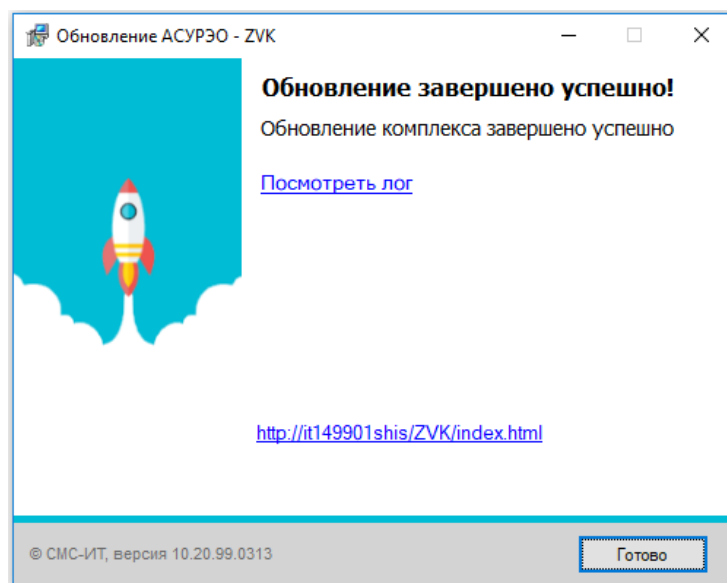 Обновление АСУРЭО - ZVK
Обновление завершено успешно!
Обновление комплекса завершено успешно
Посмотреть лог
http://it149901shis/ZVK/index.html
© СМС-ИТ, версия 10.20.99.0313
Готово